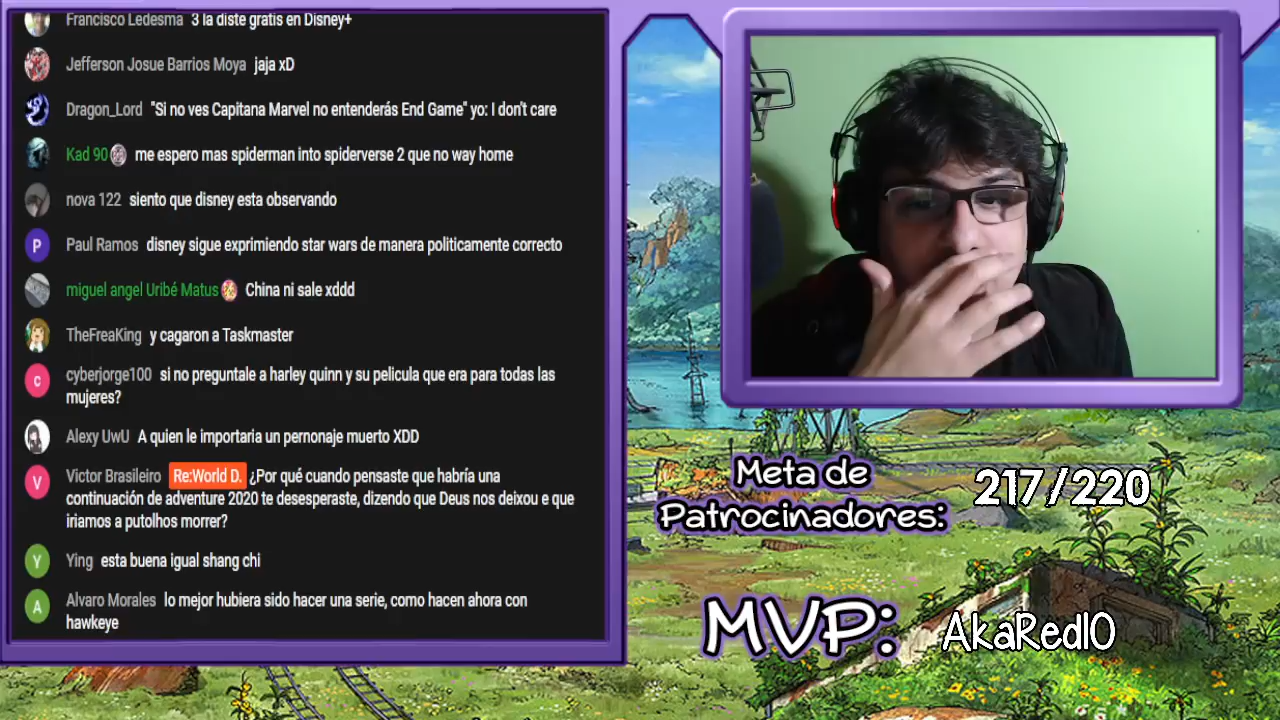 Francisco Ledesma 3 la diste gratis en Disney+
Jefferson Josue Barrios Moya jaja xD
Dragon_Lord "Si no ves Capitana Marvel no entenderás End Game" yo: I don't care
Kad 90 me espero mas spiderman into spiderverse 2 que no way home
nova 122 siento que disney esta observando
P Paul Ramos disney sigue exprimiendo star wars de manera politicamente correcto
miguel angel Uribé Matus China ni sale xddd
TheFreaKing y cagaron a Taskmaster
c cyberjorge100 si no preguntale a harley quinn y su pelicula que era para todas las
mujeres?
Alexy UwU A quien le importaria un pernonaje muerto XDD
V Victor Brasileiro Re:World D. ¿Por qué cuando pensaste que habría una
continuación de adventure 2020 te desesperaste, dizendo que Deus nos deixou e que
iriamos a putolhos morrer?
Y Ying esta buena igual shang chi
A Alvaro Morales lo mejor hubiera sido hacer una serie, como hacen ahora con
hawkeye
Meta de
Patrocinadores:
217/220
MVP:
AkaRed10